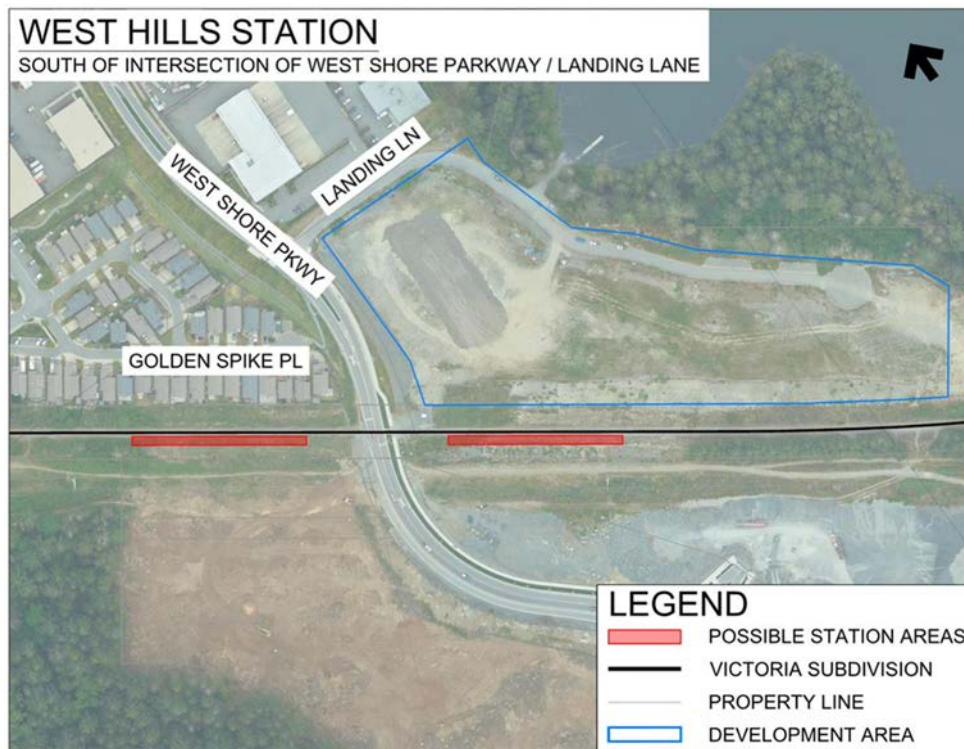 WEST HILLS STATION
SOUTH OF INTERSECTION OF WEST SHORE PARKWAY / LANDING LANE
LANDING LN
WEST SHORE PKWY
GOLDEN SPIKE PL
LEGEND
POSSIBLE STATION AREAS
VICTORIA SUBDIVISION
PROPERTY LINE
DEVELOPMENT AREA